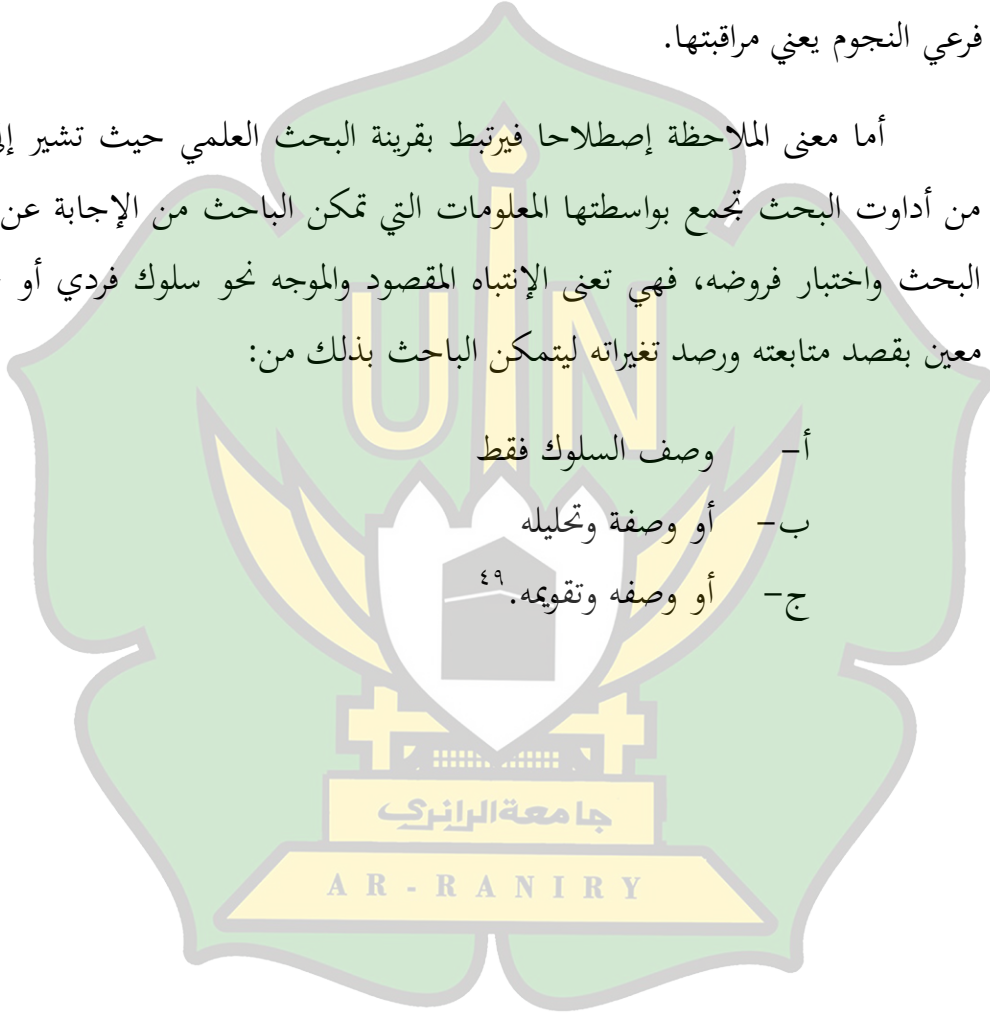 فرعي النجوم يعني مراقبتها.
أما معنى الملاحظة إصطلاحا فيرتبط بقرينة البحث العلمي حيث تشير
من أداوت البحث تجمع بواسطتها المعلومات التي تمكن الباحث من الإجابة عن
البحث واختبار فروضه، فهي تعنى الإنتباه المقصود والموجه نحو سلوك فردي أو
معين بقصد متابعته ورصد تغيراته ليتمكن الباحث بذلك من:
أ- وصف السلوك فقط
ب- أو وصفة وتحليله
ج- أو وصفه وتقويمه.٤٩
UIN
جامعة الرانري
AR-RANIRY